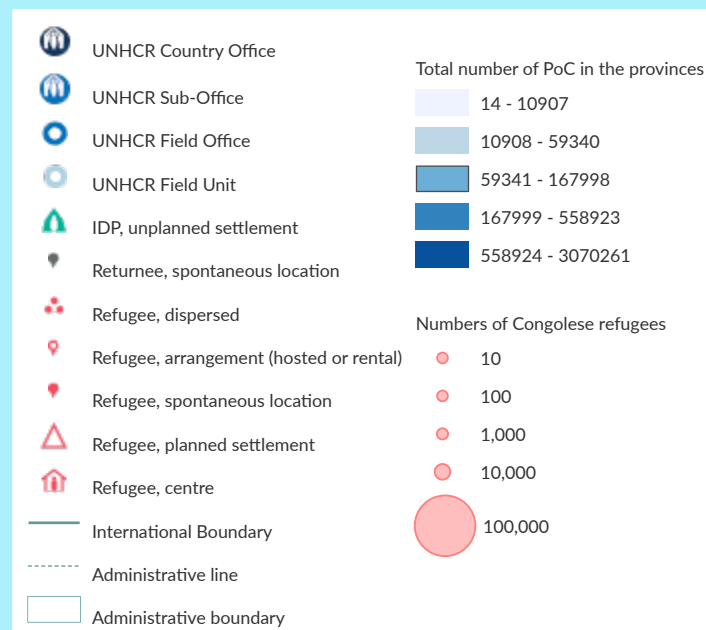 UNHCR Country Office
UNHCR Sub-Office
UNHCR Field Office
UNHCR Field Unit
IDP, unplanned settlement
Returnee, spontaneous location
Refugee, dispersed
Refugee, arrangement (hosted or rental)
Refugee, spontaneous location
Refugee, planned settlement
Refugee, centre
International Boundary
Administrative line
Administrative boundary
Total number of PoC in the provinces
14 - 10907
10908 - 59340
59341 - 167998
167999 - 558923
558924 - 3070261
Numbers of Congolese refugees
10
100
1,000
10,000
100,000